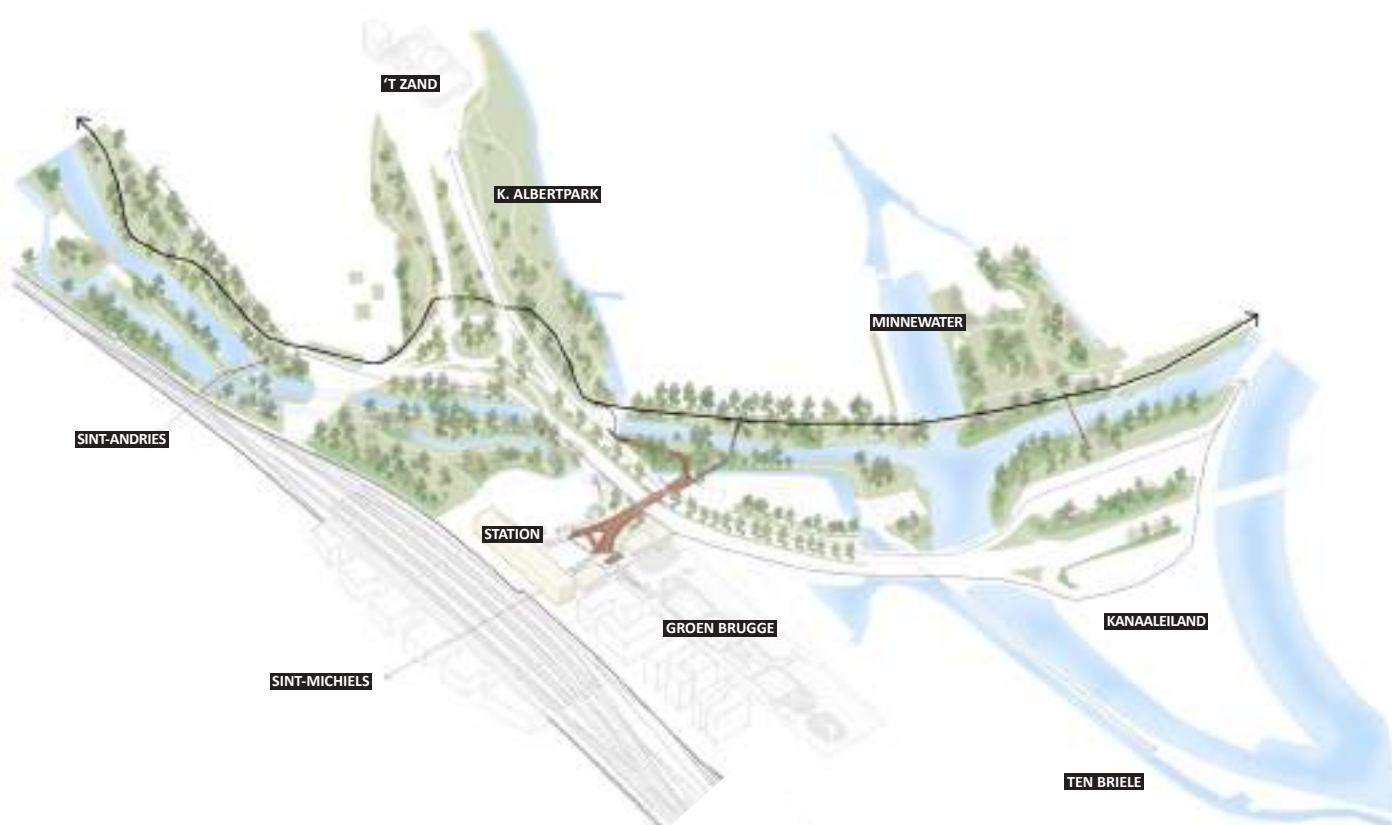 ‘T ZAND
K. ALBERTPARK
MINNEWATER
SINT-ANDRIES
STATION
KANAALEILAND
GROEN BRUGGE
SINT-MICHIELS
TEN BRIELE